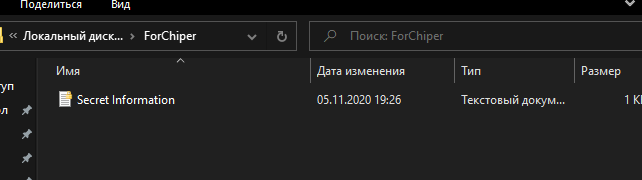 Поделиться Вид
Локальный диск... ForChiper Поиск: ForChiper
Имя Дата изменения Тип Размер
Secret Information 05.11.2020 19:26 Текстовый докум... 1